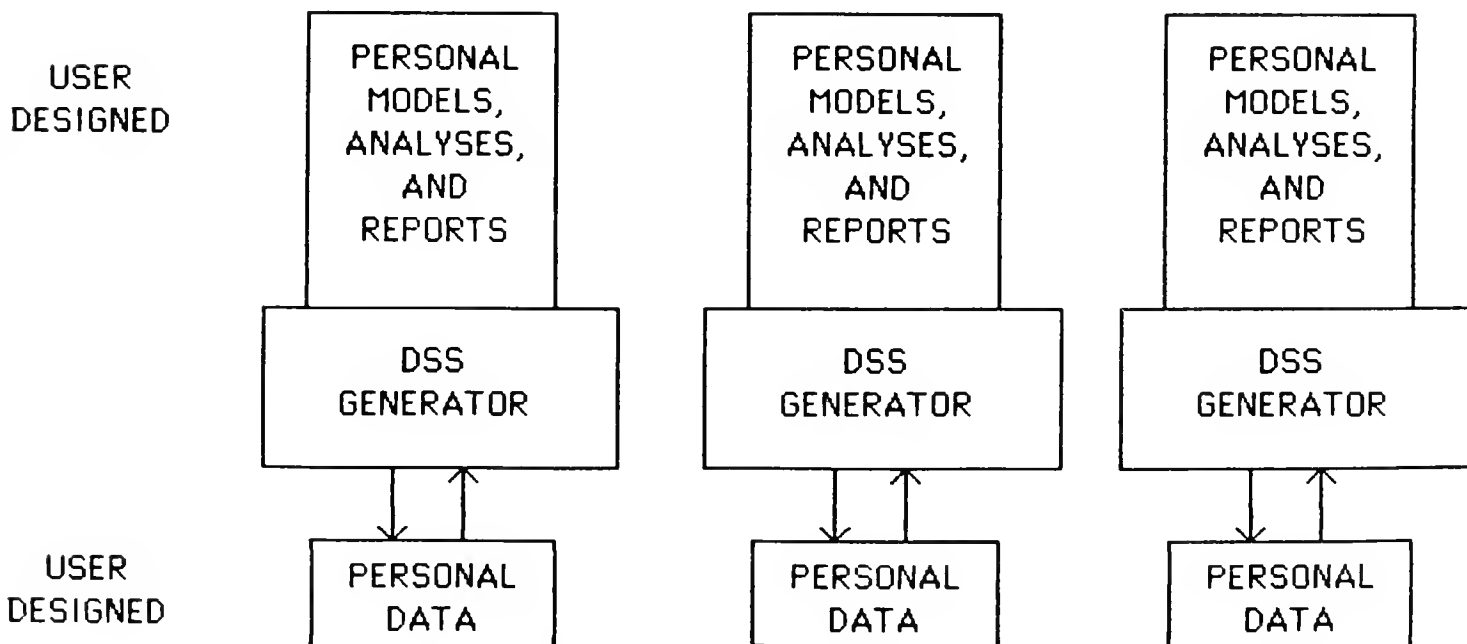 USER
DESIGNED
PERSONAL
MODELS,
ANALYSES,
AND
REPORTS
PERSONAL
MODELS,
ANALYSES,
AND
REPORTS
PERSONAL
MODELS,
ANALYSES,
AND
REPORTS
DSS
GENERATOR
DSS
GENERATOR
DSS
GENERATOR
USER
DESIGNED
PERSONAL
DATA
PERSONAL
DATA
PERSONAL
DATA